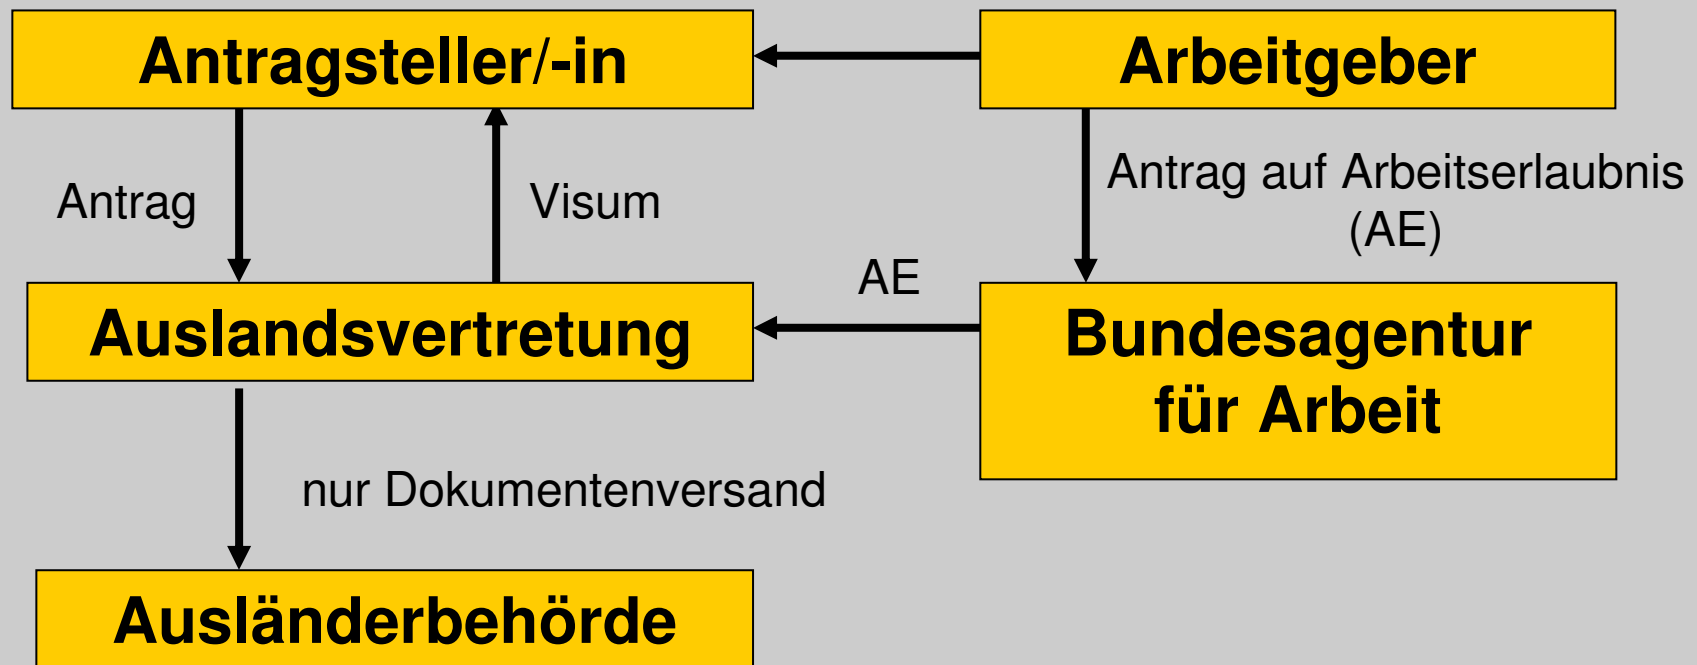 Antragsteller/-in
Arbeitgeber
Antrag
Visum
Antrag auf Arbeitserlaubnis
(AE)
AE
Auslandsvertretung
Bundesagentur
für Arbeit
nur Dokumentenversand
Ausländerbehörde